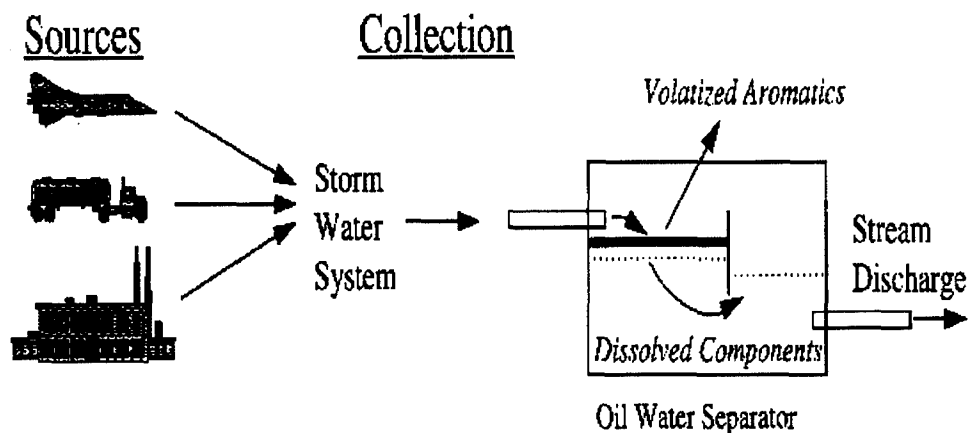 Sources
Collection
Volatized Aromatics
Storm
Water
System
Stream
Discharge
Dissolved Components
Oil Water Separator